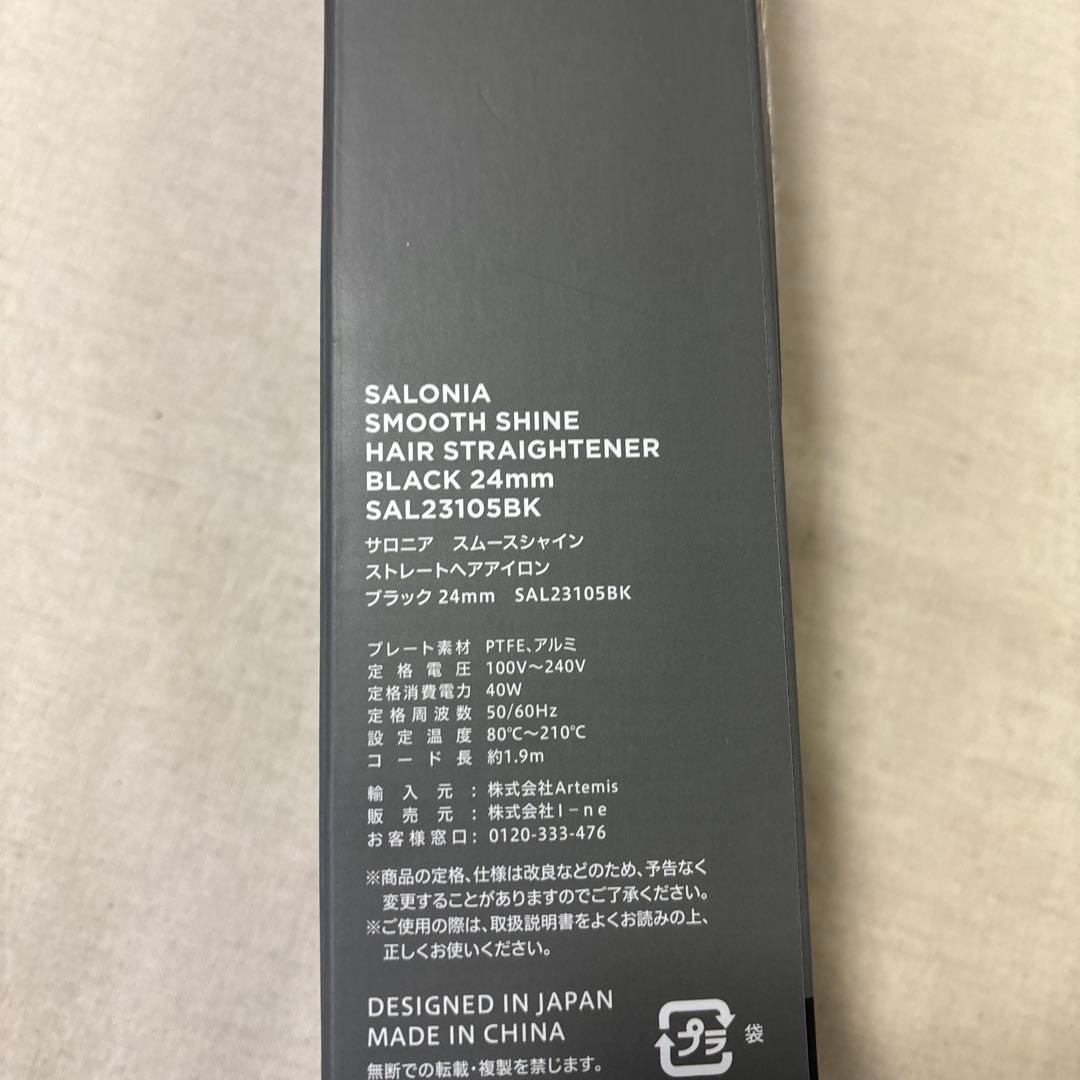 SALONIA
SMOOTH SHINE
HAIR STRAIGHTENER
BLACK 24mm
SAL23105BK
サロニア スムースシャイン
ストレートヘアアイロン
ブラック 24mm SAL23105BK
プレート素材 PTFE、アルミ
定格電圧 100V〜240V
定格消費電力 40W
定格周波数 50/60Hz
設定温度 80℃〜210℃
コード長 約1.9m
輸入元:株式会社Artemis
販売元:株式会社I-ne
お客様窓口:0120-333-476
※商品の定格、仕様は改良などのため、予告なく
変更することがありますのでご了承ください。
※ご使用の際は、取扱説明書をよくお読みの上、
正しくお使いください。
DESIGNED IN JAPAN
MADE IN CHINA
プラ 袋
無断での転載・複製を禁じます。